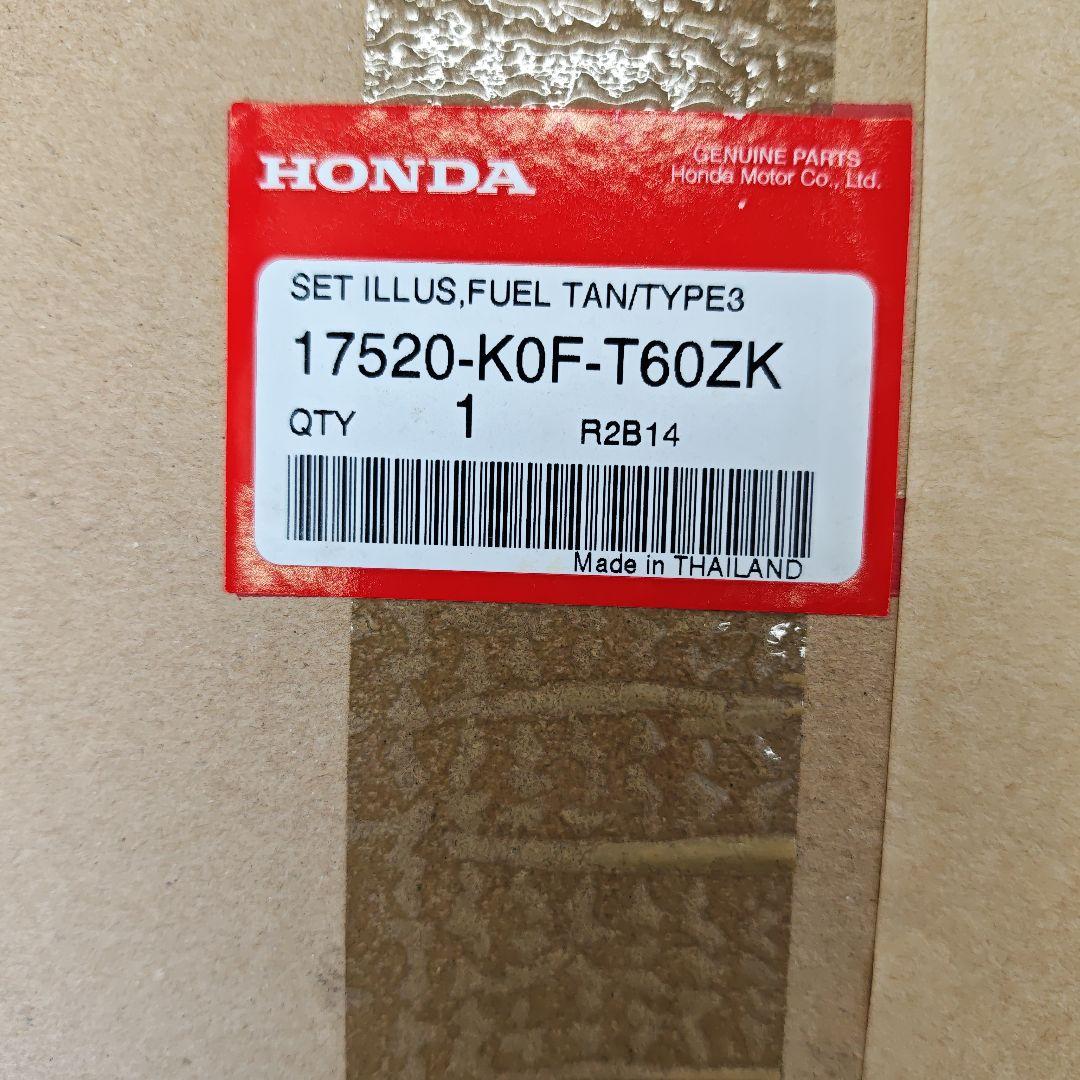 HONDA
GENUINE PARTS
Honda Motor Co., Ltd.
SET ILLUS,FUEL TAN/TYPE3
17520-K0F-T60ZK
QTY 1 R2B14
Made in THAILAND